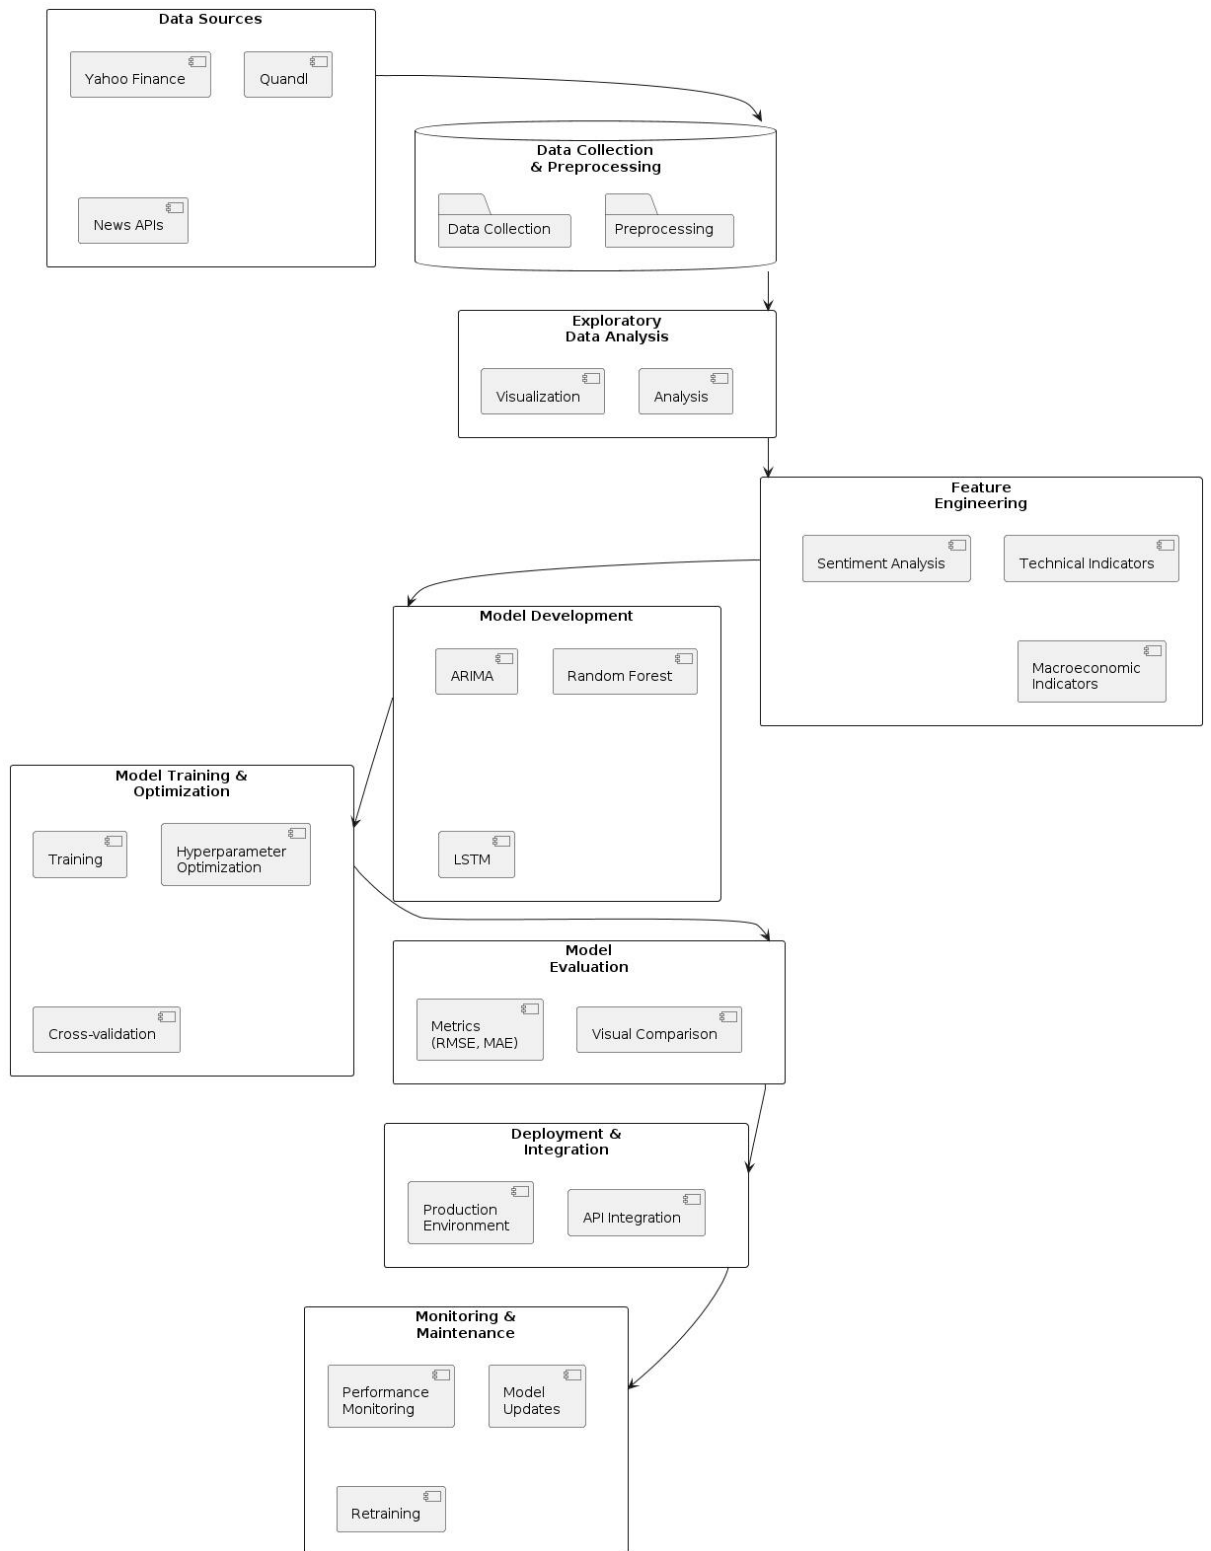 Data Sources
Yahoo Finance
Quandl
News APIs
Data Collection
& Preprocessing
Data Collection
Preprocessing
Exploratory
Data Analysis
Visualization
Analysis
Feature
Engineering
Sentiment Analysis
Technical Indicators
Macroeconomic
Indicators
Model Development
ARIMA
Random Forest
LSTM
Model Training &
Optimization
Training
Hyperparameter
Optimization
Cross-validation
Model
Evaluation
Metrics
(RMSE, MAE)
Visual Comparison
Deployment &
Integration
Production
Environment
API Integration
Monitoring &
Maintenance
Performance
Monitoring
Model
Updates
Retraining